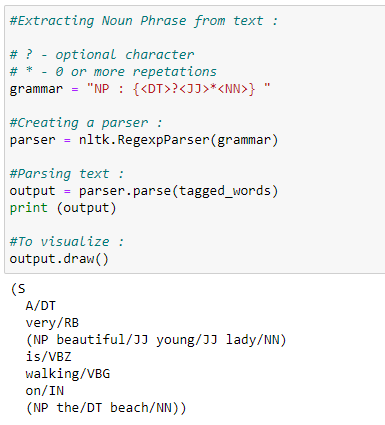 #Extracting Noun Phrase from text :
# ? - optional character
# * - 0 or more repetations
grammar = "NP : {<DT>?<JJ>*<NN>} "
#Creating a parser :
parser = nltk.RegexpParser(grammar)
#Parsing text :
output = parser.parse(tagged_words)
print (output)
#To visualize :
output.draw()
(S
  A/DT
  very/RB
  (NP beautiful/JJ young/JJ lady/NN)
  is/VBZ
  walking/VBG
  on/IN
  (NP the/DT beach/NN))